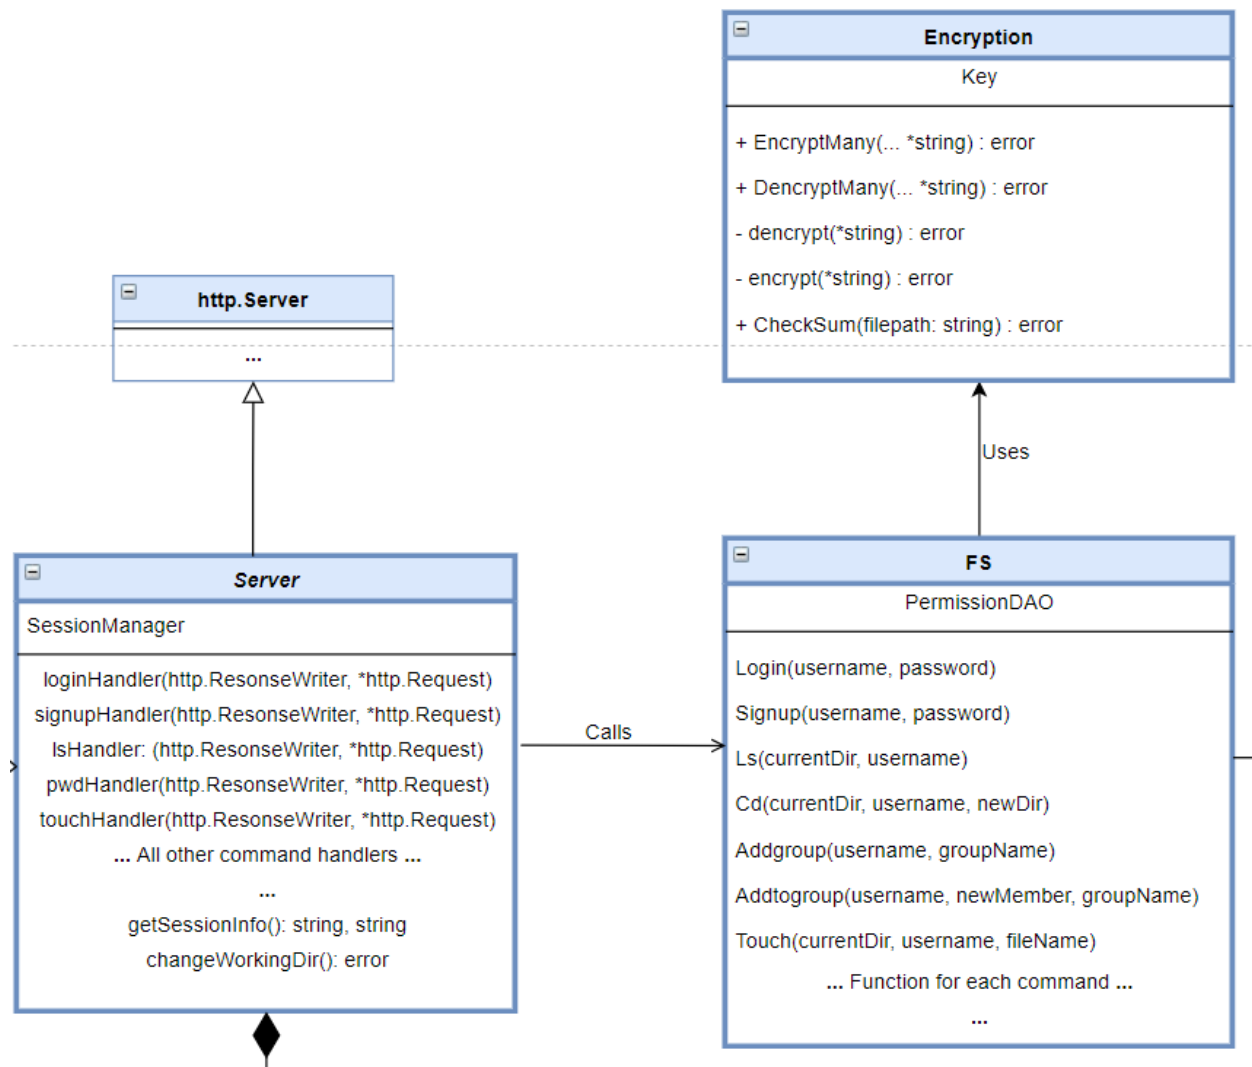 Encryption
Key
+ EncryptMany(... *string) : error
+ DencryptMany(... *string) : error
- dencrypt(*string) : error
- encrypt(*string) : error
+ CheckSum(filepath: string) : error
http.Server
...
Uses
Server
SessionManager
loginHandler(http.ResonseWriter, *http.Request)
signupHandler(http.ResonseWriter, *http.Request)
lsHandler: (http.ResonseWriter, *http.Request)
pwdHandler(http.ResonseWriter, *http.Request)
touchHandler(http.ResonseWriter, *http.Request)
... All other command handlers ...
...
getSessionInfo(): string, string
changeWorkingDir(): error
Calls
FS
PermissionDAO
Login(username, password)
Signup(username, password)
Ls(currentDir, username)
Cd(currentDir, username, newDir)
Addgroup(username, groupName)
Addtogroup(username, newMember, groupName)
Touch(currentDir, username, fileName)
... Function for each command ...
...